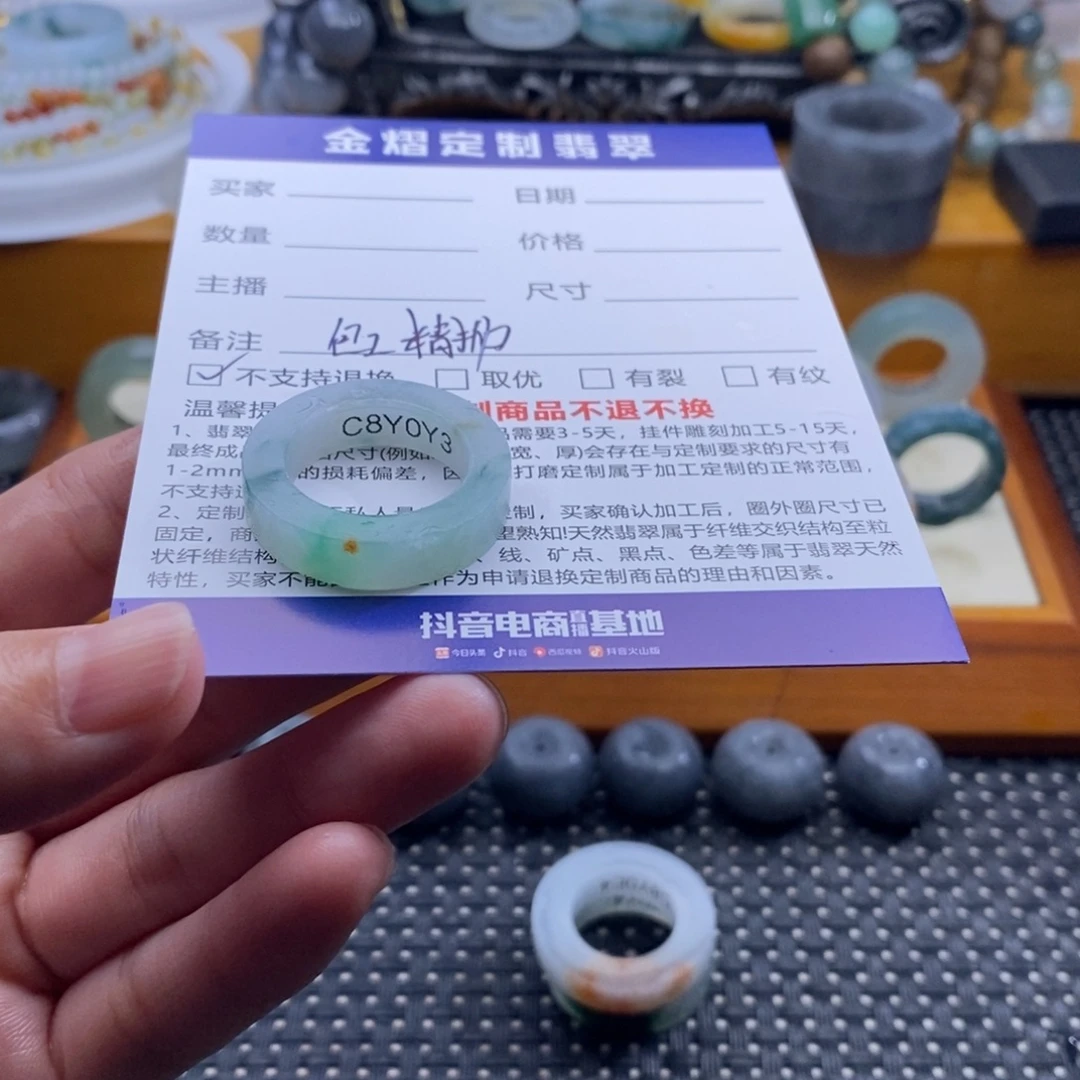 金熠定制翡翠
买家 日期
数量 价格
主播 尺寸
备注 包工 精抛
不支持退换 取优 有裂 有纹
温馨提 制商品不退不换
C8Y0Y3
1、翡翠 需要3-5天，挂件雕刻加工5-15天，
最终成 尺寸(例如 宽、厚)会存在与定制要求的尺寸有
1-2mm 的损耗偏差， 打磨定制属于加工定制的正常范围，
不支持
2、定制 私人 制，买家确认加工后，圈外圈尺寸已
固定，商 熟知!天然翡翠属于纤维交织结构至粒
状纤维结构 线、矿点、黑点、色差等属于翡翠天然
特性，买家不能 作为申请退换定制商品的理由和因素。
抖音电商直播基地
今日头条 抖音 西瓜视频 抖音火山版